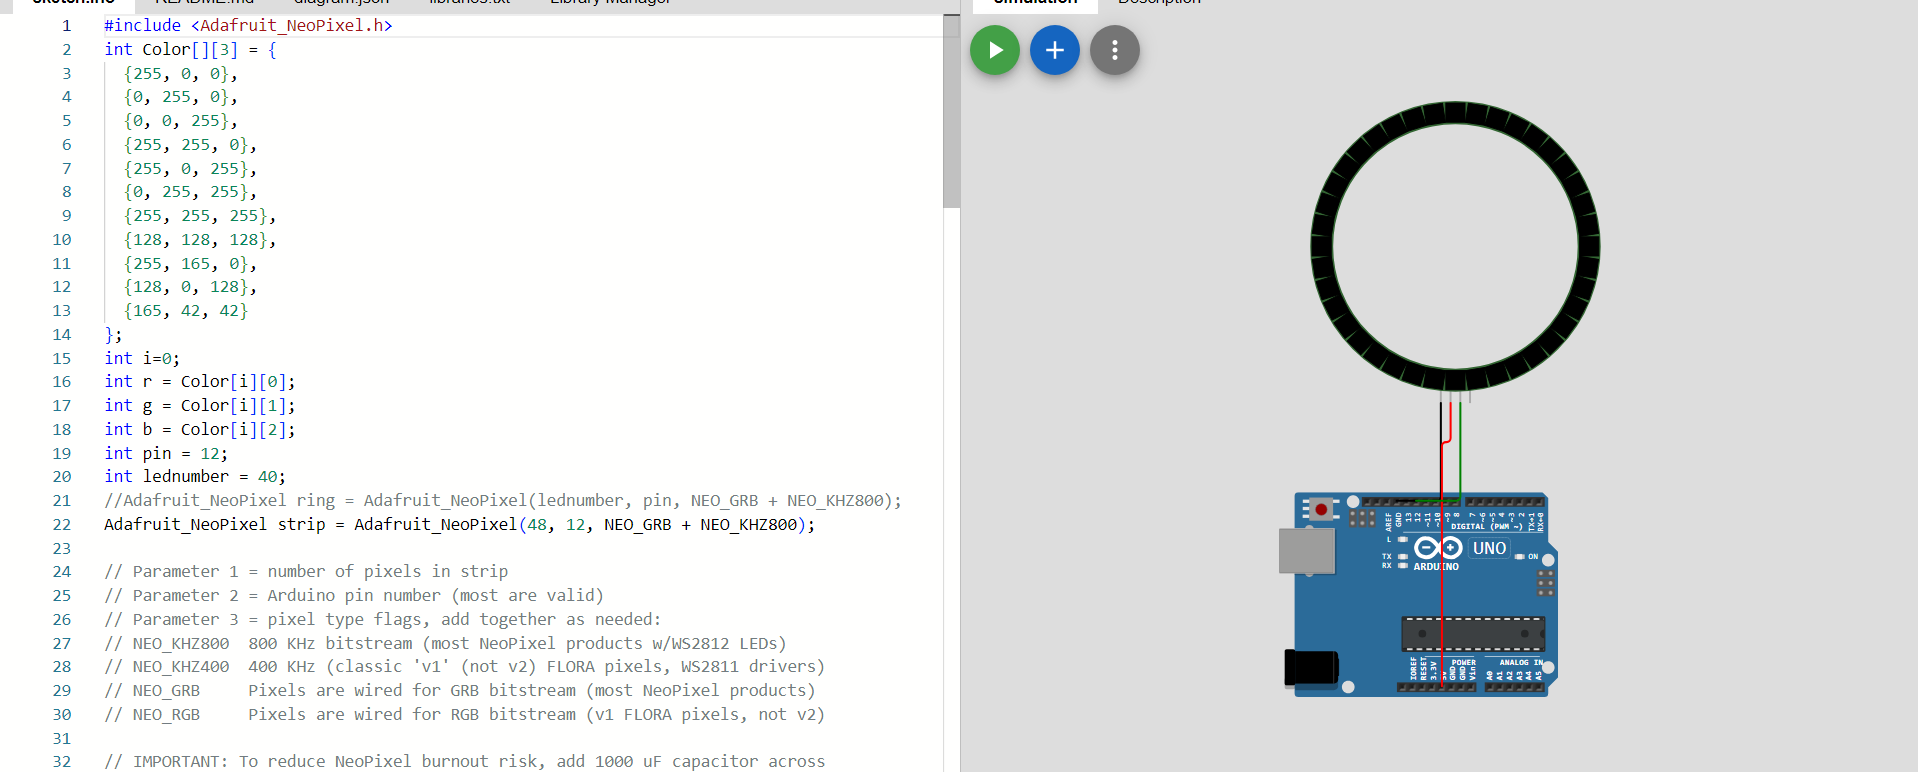 sketch.ino README.md diagram.json libraries.txt Library Manager
1 #include <Adafruit_NeoPixel.h>
2 int Color[][3] = {
3 {255, 0, 0},
4 {0, 255, 0},
5 {0, 0, 255},
6 {255, 255, 0},
7 {255, 0, 255},
8 {0, 255, 255},
9 {255, 255, 255},
10 {128, 128, 128},
11 {255, 165, 0},
12 {128, 0, 128},
13 {165, 42, 42}
14 };
15 int i=0;
16 int r = Color[i][0];
17 int g = Color[i][1];
18 int b = Color[i][2];
19 int pin = 12;
20 int lednumber = 40;
21 //Adafruit_NeoPixel ring = Adafruit_NeoPixel(lednumber, pin, NEO_GRB + NEO_KHZ800);
22 Adafruit_NeoPixel strip = Adafruit_NeoPixel(48, 12, NEO_GRB + NEO_KHZ800);
23
24 // Parameter 1 = number of pixels in strip
25 // Parameter 2 = Arduino pin number (most are valid)
26 // Parameter 3 = pixel type flags, add together as needed:
27 // NEO_KHZ800  800 KHz bitstream (most NeoPixel products w/WS2812 LEDs)
28 // NEO_KHZ400  400 KHz (classic 'v1' (not v2) FLORA pixels, WS2811 drivers)
29 // NEO_GRB     Pixels are wired for GRB bitstream (most NeoPixel products)
30 // NEO_RGB     Pixels are wired for RGB bitstream (v1 FLORA pixels, not v2)
31
32 // IMPORTANT: To reduce NeoPixel burnout risk, add 1000 uF capacitor across
Simulation Description
AREF GND 13 12 ~11 ~10 ~9 8 7 ~6 ~5 4 ~3 2 TX→1 RX←0
DIGITAL (PWM ~)
L
TX
RX
UNO
ON
ARDUINO
IOREF RESET 3.3V GND GND Vin
POWER
ANALOG IN
A0 A1 A2 A3 A4 A5